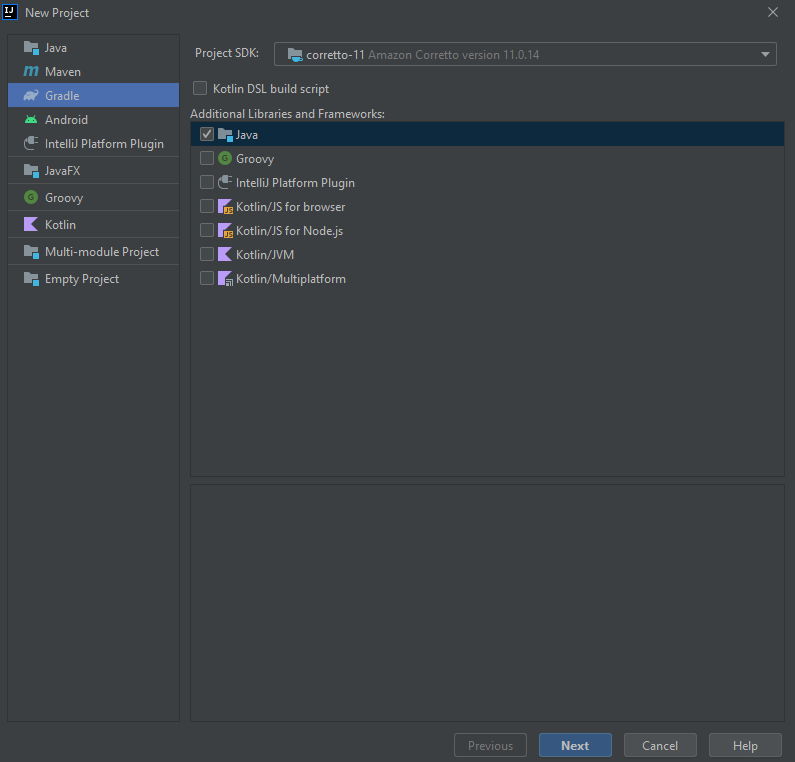 New Project
Java
Maven
Gradle
Android
IntelliJ Platform Plugin
JavaFX
Groovy
Kotlin
Multi-module Project
Empty Project
Project SDK: corretto-11 Amazon Corretto version 11.0.14
Kotlin DSL build script
Additional Libraries and Frameworks:
Java
Groovy
IntelliJ Platform Plugin
Kotlin/JS for browser
Kotlin/JS for Node.js
Kotlin/JVM
Kotlin/Multiplatform
Previous Next Cancel Help